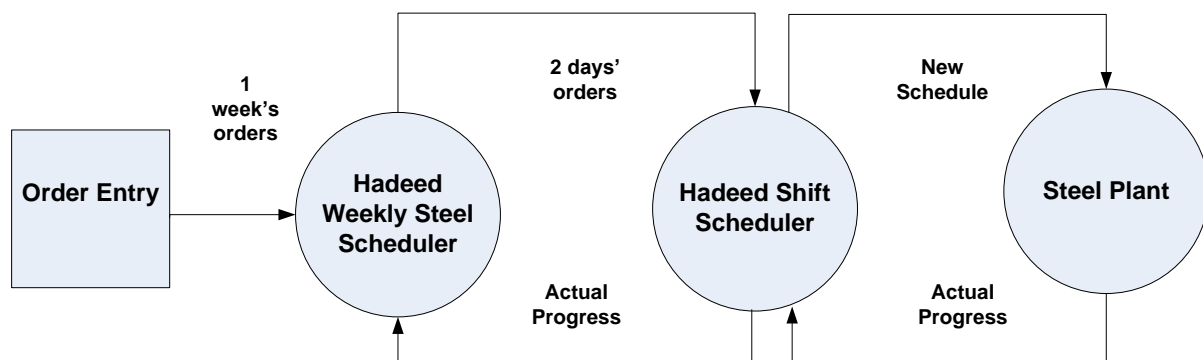 1
week's
orders
2 days'
orders
New
Schedule
Order Entry
Hadeed
Weekly Steel
Scheduler
Hadeed Shift
Scheduler
Steel Plant
Actual
Progress
Actual
Progress